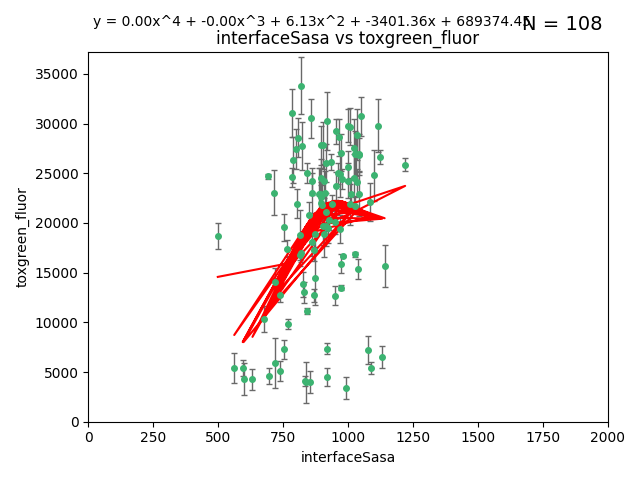 y = 0.00x^4 + -0.00x^3 + 6.13x^2 + -3401.36x + 689374.45
N = 108
interfaceSasa vs toxgreen_fluor
35000
30000
25000
20000
15000
10000
5000
0
toxgreen_fluor
0 250 500 750 1000 1250 1500 1750 2000
interfaceSasa